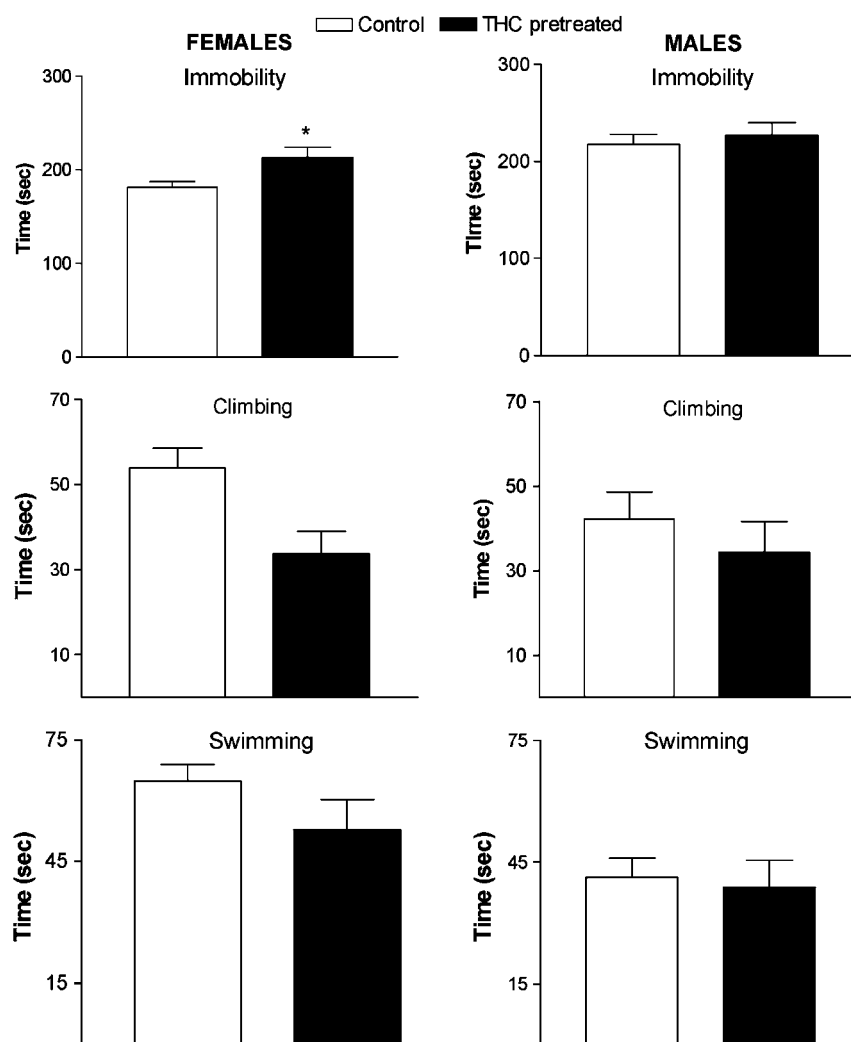 Control THC pretreated
FEMALES
Immobility
300
200
100
0
Time (sec)
*
MALES
Immobility
300
200
100
0
Time (sec)
Climbing
70
50
30
10
Time (sec)
Climbing
70
50
30
10
Time (sec)
Swimming
75
45
15
Time (sec)
Swimming
75
45
15
Time (sec)